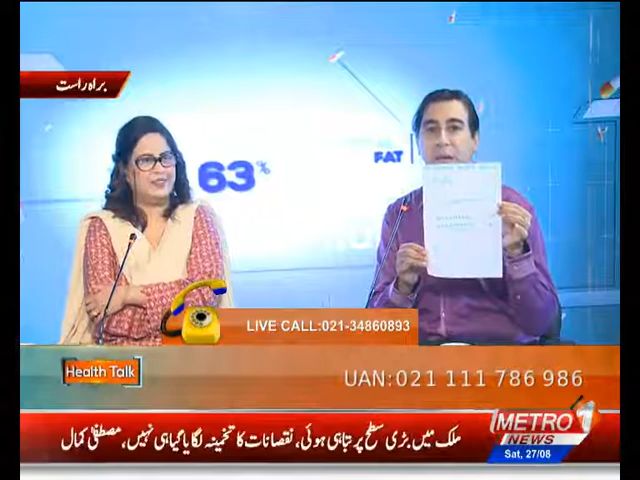 براہ راست
63%
FAT
LIVE CALL:021-34860893
Health Talk
UAN:021 111 786 986
ملک میں بڑی سطح پر تباہی ہوئی، نقصانات کا تخمینہ لگایا گیا ہی نہیں، مصطفیٰ کمال
METRO 1
NEWS
Sat, 27/08